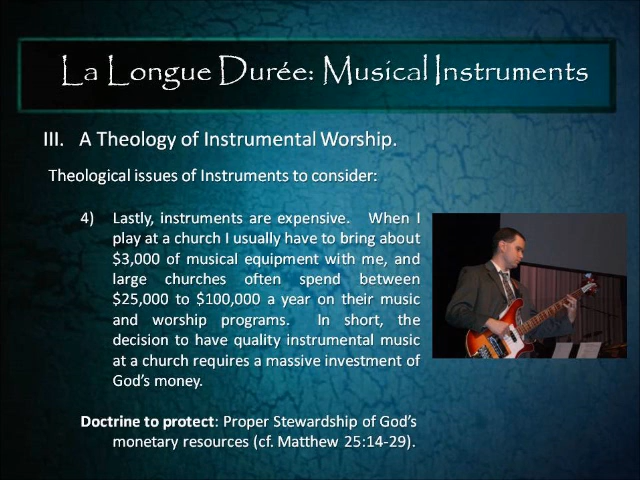 La Longue Durée: Musical Instruments
III. A Theology of Instrumental Worship.
Theological issues of Instruments to consider:
4) Lastly, instruments are expensive. When I
play at a church I usually have to bring about
$3,000 of musical equipment with me, and
large churches often spend between
$25,000 to $100,000 a year on their music
and worship programs. In short, the
decision to have quality instrumental music
at a church requires a massive investment of
God's money.
Doctrine to protect: Proper Stewardship of God's
monetary resources (cf. Matthew 25:14-29).